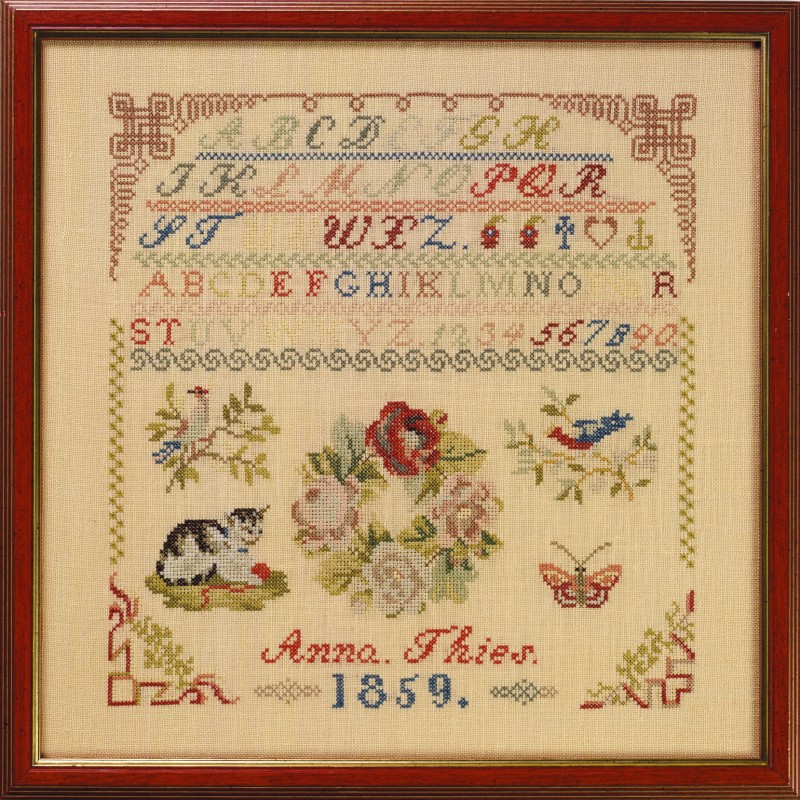 A B C D E F G H
I K L M N O P Q R
S T U V W X Z.
A B C D E F G H I K L M N O P Q R
S T U V W X Y Z. 1 2 3 4 5 6 7 8 9 0
Anna. Thies.
1859.